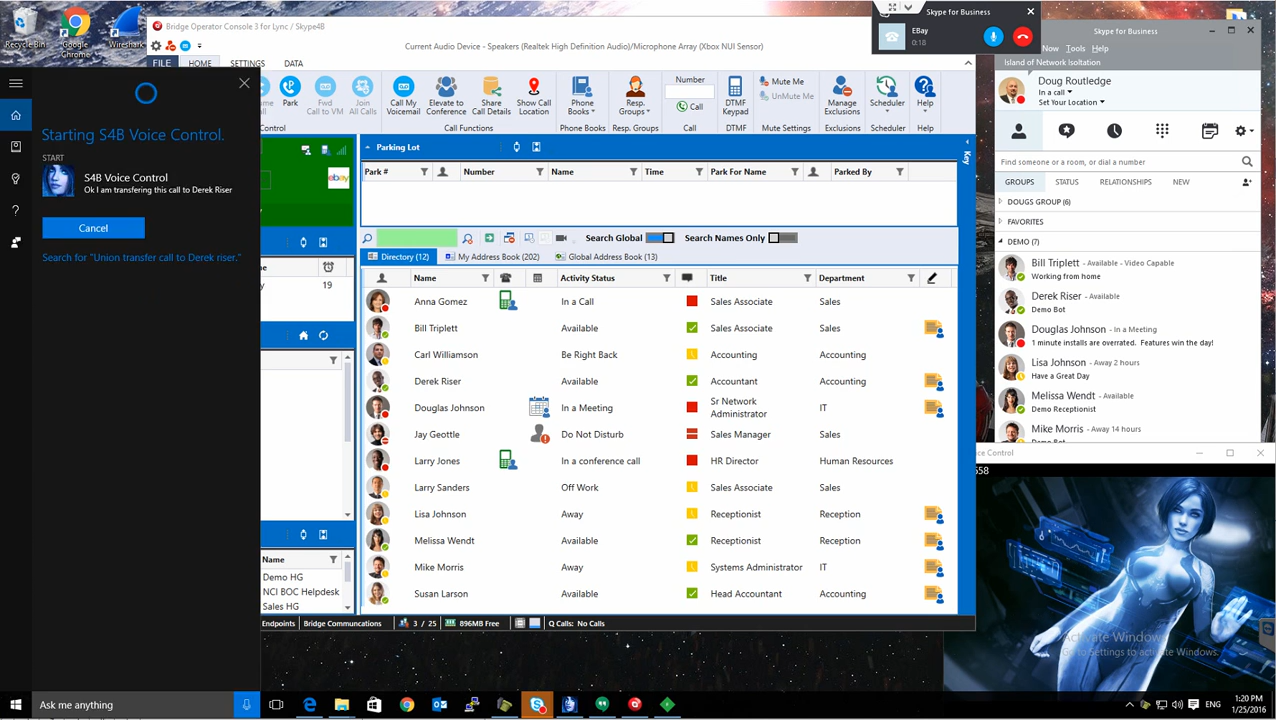 Recycle Bin
Google Chrome
Wireshark
Bridge Operator Console 3 for Lync / Skype4B
Current Audio Device - Speakers (Realtek High Definition Audio)/Microphone Array (Xbox NUI Sensor)
FILE HOME SETTINGS DATA
Park
Fwd Call to VM
Join All Calls
Call My Voicemail
Elevate to Conference
Share Call Details
Show Call Location
Phone Books
Resp. Groups
Number
Call
DTMF Keypad
Mute Me
UnMute Me
Manage Exclusions
Scheduler
Help
Call Functions Phone Books Resp. Groups Call DTMF Mute Settings Exclusions Scheduler Help
Skype for Business
EBay
0:18
Skype for Business
Now Tools Help
Island of Network Isoltation
Doug Routledge
In a call
Set Your Location
Find someone or a room, or dial a number
GROUPS STATUS RELATIONSHIPS NEW
DOUGS GROUP (6)
FAVORITES
DEMO (7)
Bill Triplett - Available - Video Capable
Working from home
Derek Riser - Available
Demo Bot
Douglas Johnson - In a Meeting
1 minute installs are overrated. Features win the day!
Lisa Johnson - Away 2 hours
Have a Great Day
Melissa Wendt - Available
Demo Receptionist
Mike Morris - Away 14 hours
Starting S4B Voice Control.
START
S4B Voice Control
Ok I am transfering this call to Derek Riser
Cancel
Search for "Union transfer call to Derek riser."
ebay
19
Parking Lot
Key
Park # Number Name Time Park For Name Parked By
Search Global Search Names Only
Directory (12) My Address Book (202) Global Address Book (13)
Name Activity Status Title Department
Anna Gomez In a Call Sales Associate Sales
Bill Triplett Available Sales Associate Sales
Carl Williamson Be Right Back Accounting Accounting
Derek Riser Available Accountant Accounting
Douglas Johnson In a Meeting Sr Network Administrator IT
Jay Geottle Do Not Disturb Sales Manager Sales
Larry Jones In a conference call HR Director Human Resources
Larry Sanders Off Work Sales Associate Sales
Lisa Johnson Away Receptionist Reception
Melissa Wendt Available Receptionist Reception
Mike Morris Away Systems Administrator IT
Susan Larson Available Head Accountant Accounting
Name
Demo HG
NCI BOC Helpdesk
Sales HG
Endpoints Bridge Communcations 3 / 25 896MB Free Q Calls: No Calls
Activate Windows
Go to Settings to activate Windows.
Ask me anything
ENG
1:20 PM
1/25/2016